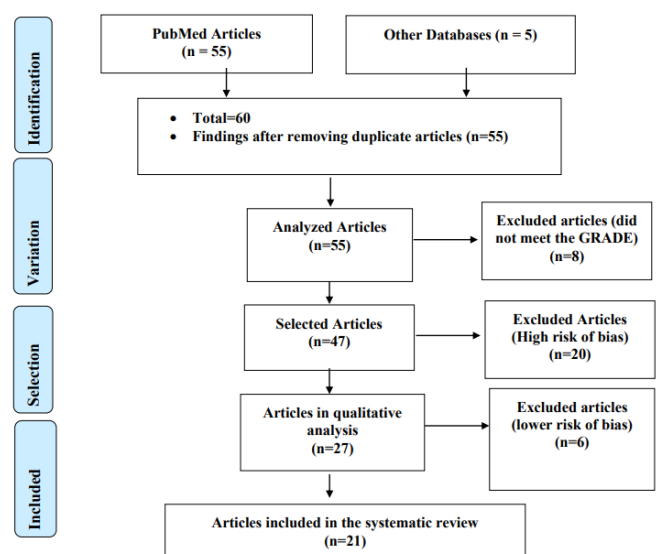 Identification
PubMed Articles
(n = 55)
Other Databases (n = 5)
• Total=60
• Findings after removing duplicate articles (n=55)
Variation
Analyzed Articles
(n=55)
Excluded articles (did
not meet the GRADE)
(n=8)
Selection
Selected Articles
(n=47)
Excluded Articles
(High risk of bias)
(n=20)
Articles in qualitative
analysis
(n=27)
Excluded articles
(lower risk of bias)
(n=6)
Included
Articles included in the systematic review
(n=21)